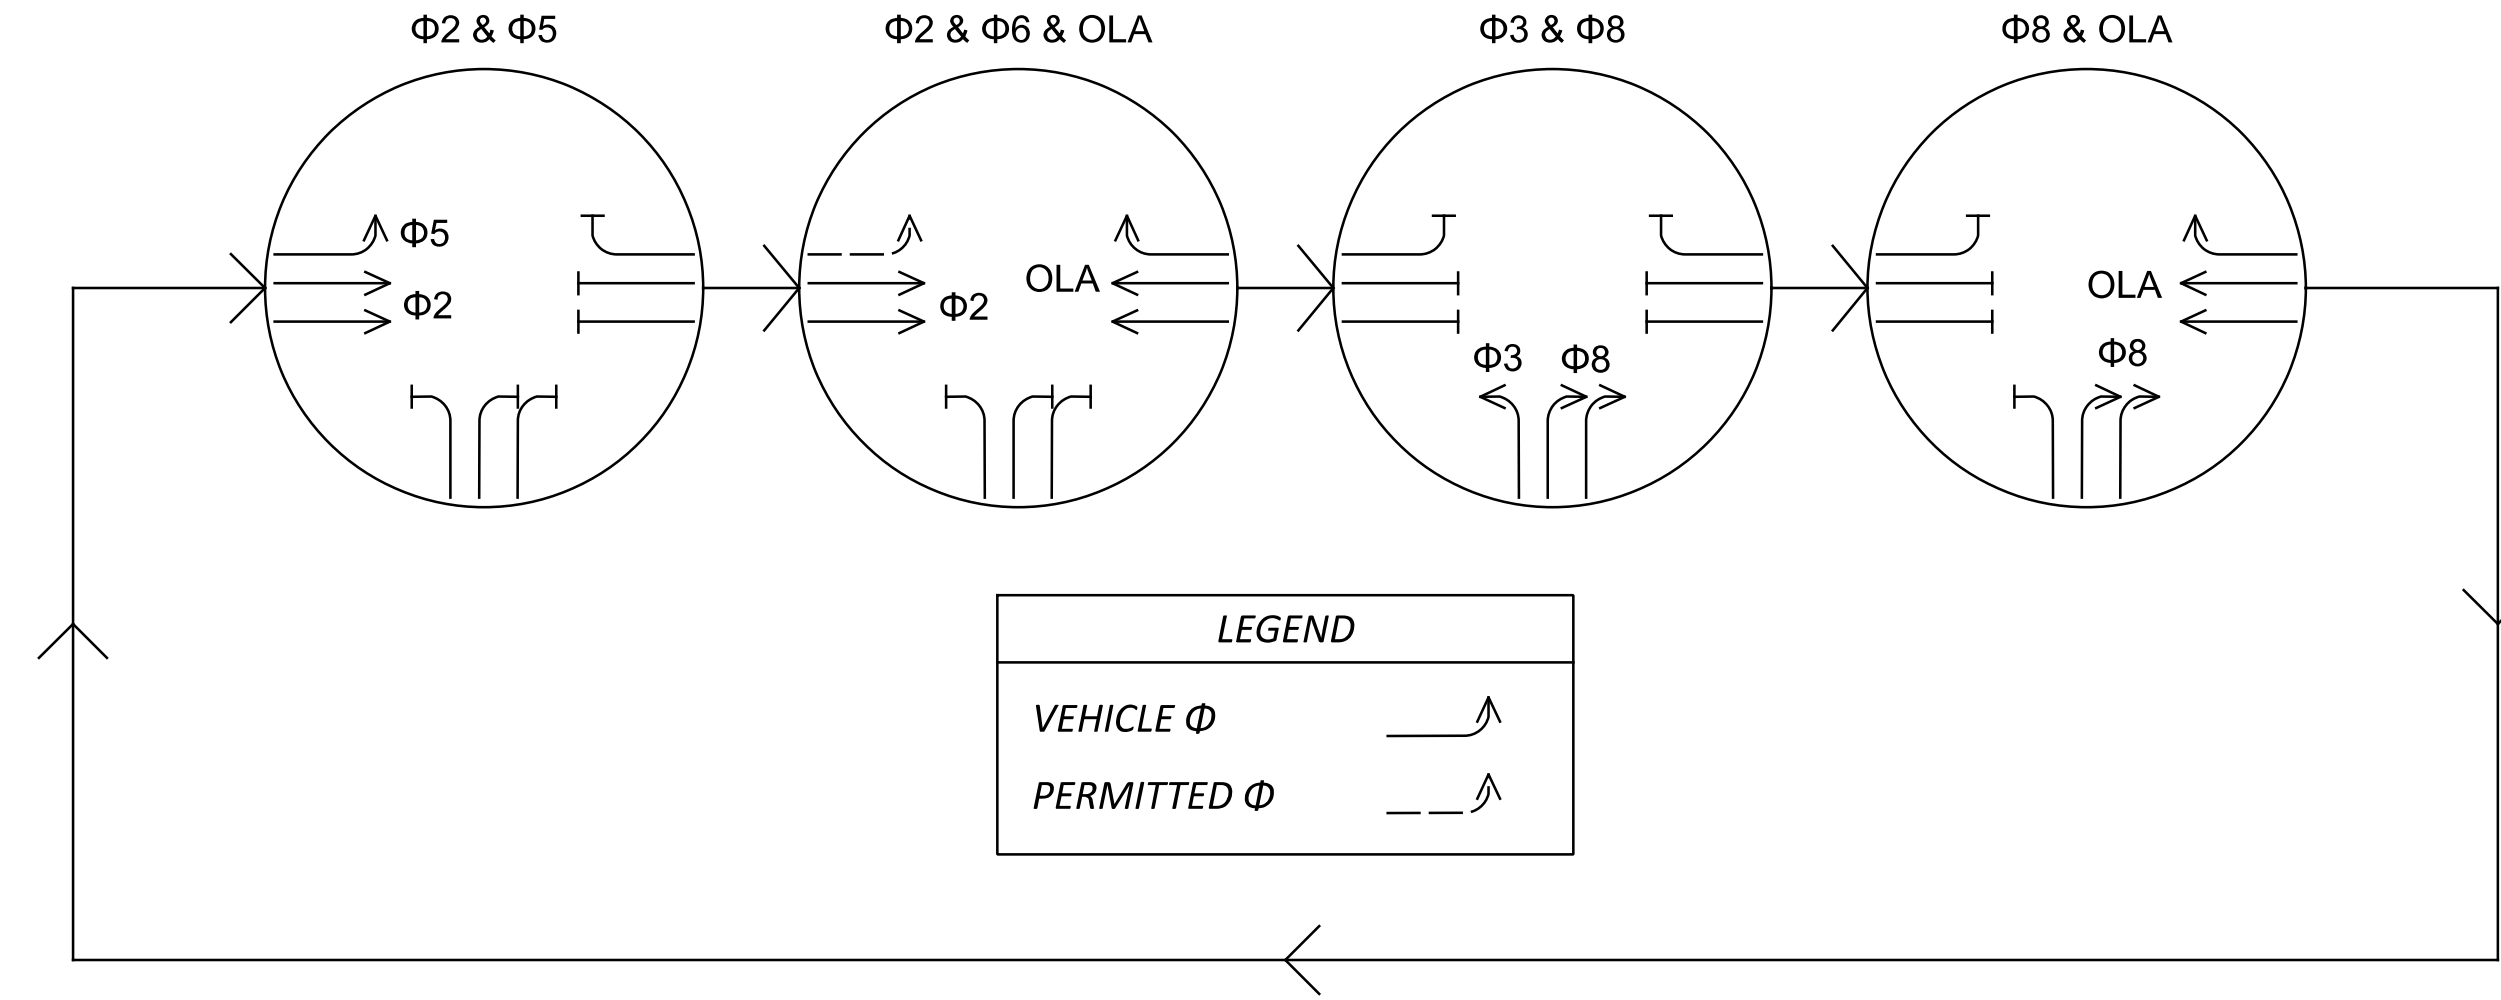 Φ2 & Φ5
Φ2 & Φ6 & OLA
Φ3 & Φ8
Φ8 & OLA
Φ5
Φ2
OLA
Φ2
Φ3
Φ8
OLA
Φ8
LEGEND
VEHICLE Φ
PERMITTED Φ